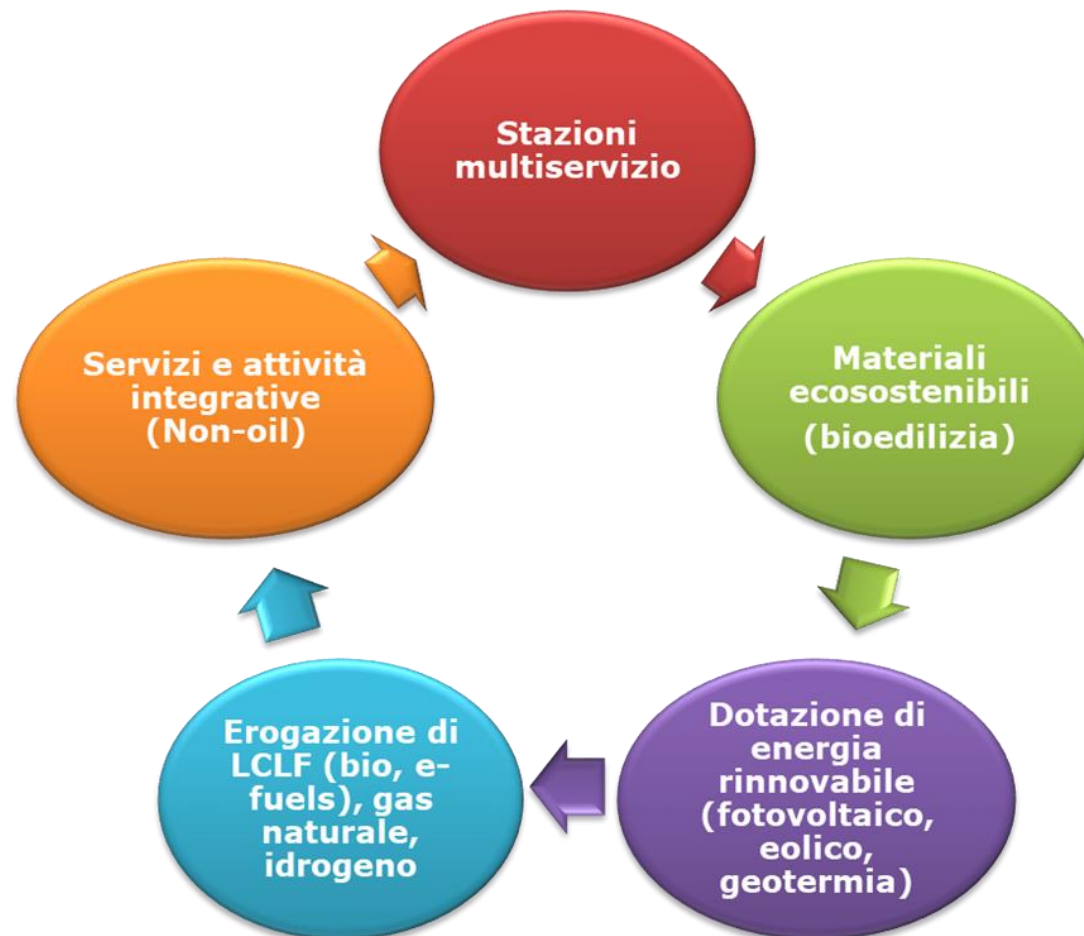 Stazioni
multiservizio
Materiali
ecosostenibili
(bioedilizia)
Dotazione di
energia
rinnovabile
(fotovoltaico,
eolico,
geotermia)
Erogazione di
LCLF (bio, e-
fuels), gas
naturale,
idrogeno
Servizi e attività
integrative
(Non-oil)